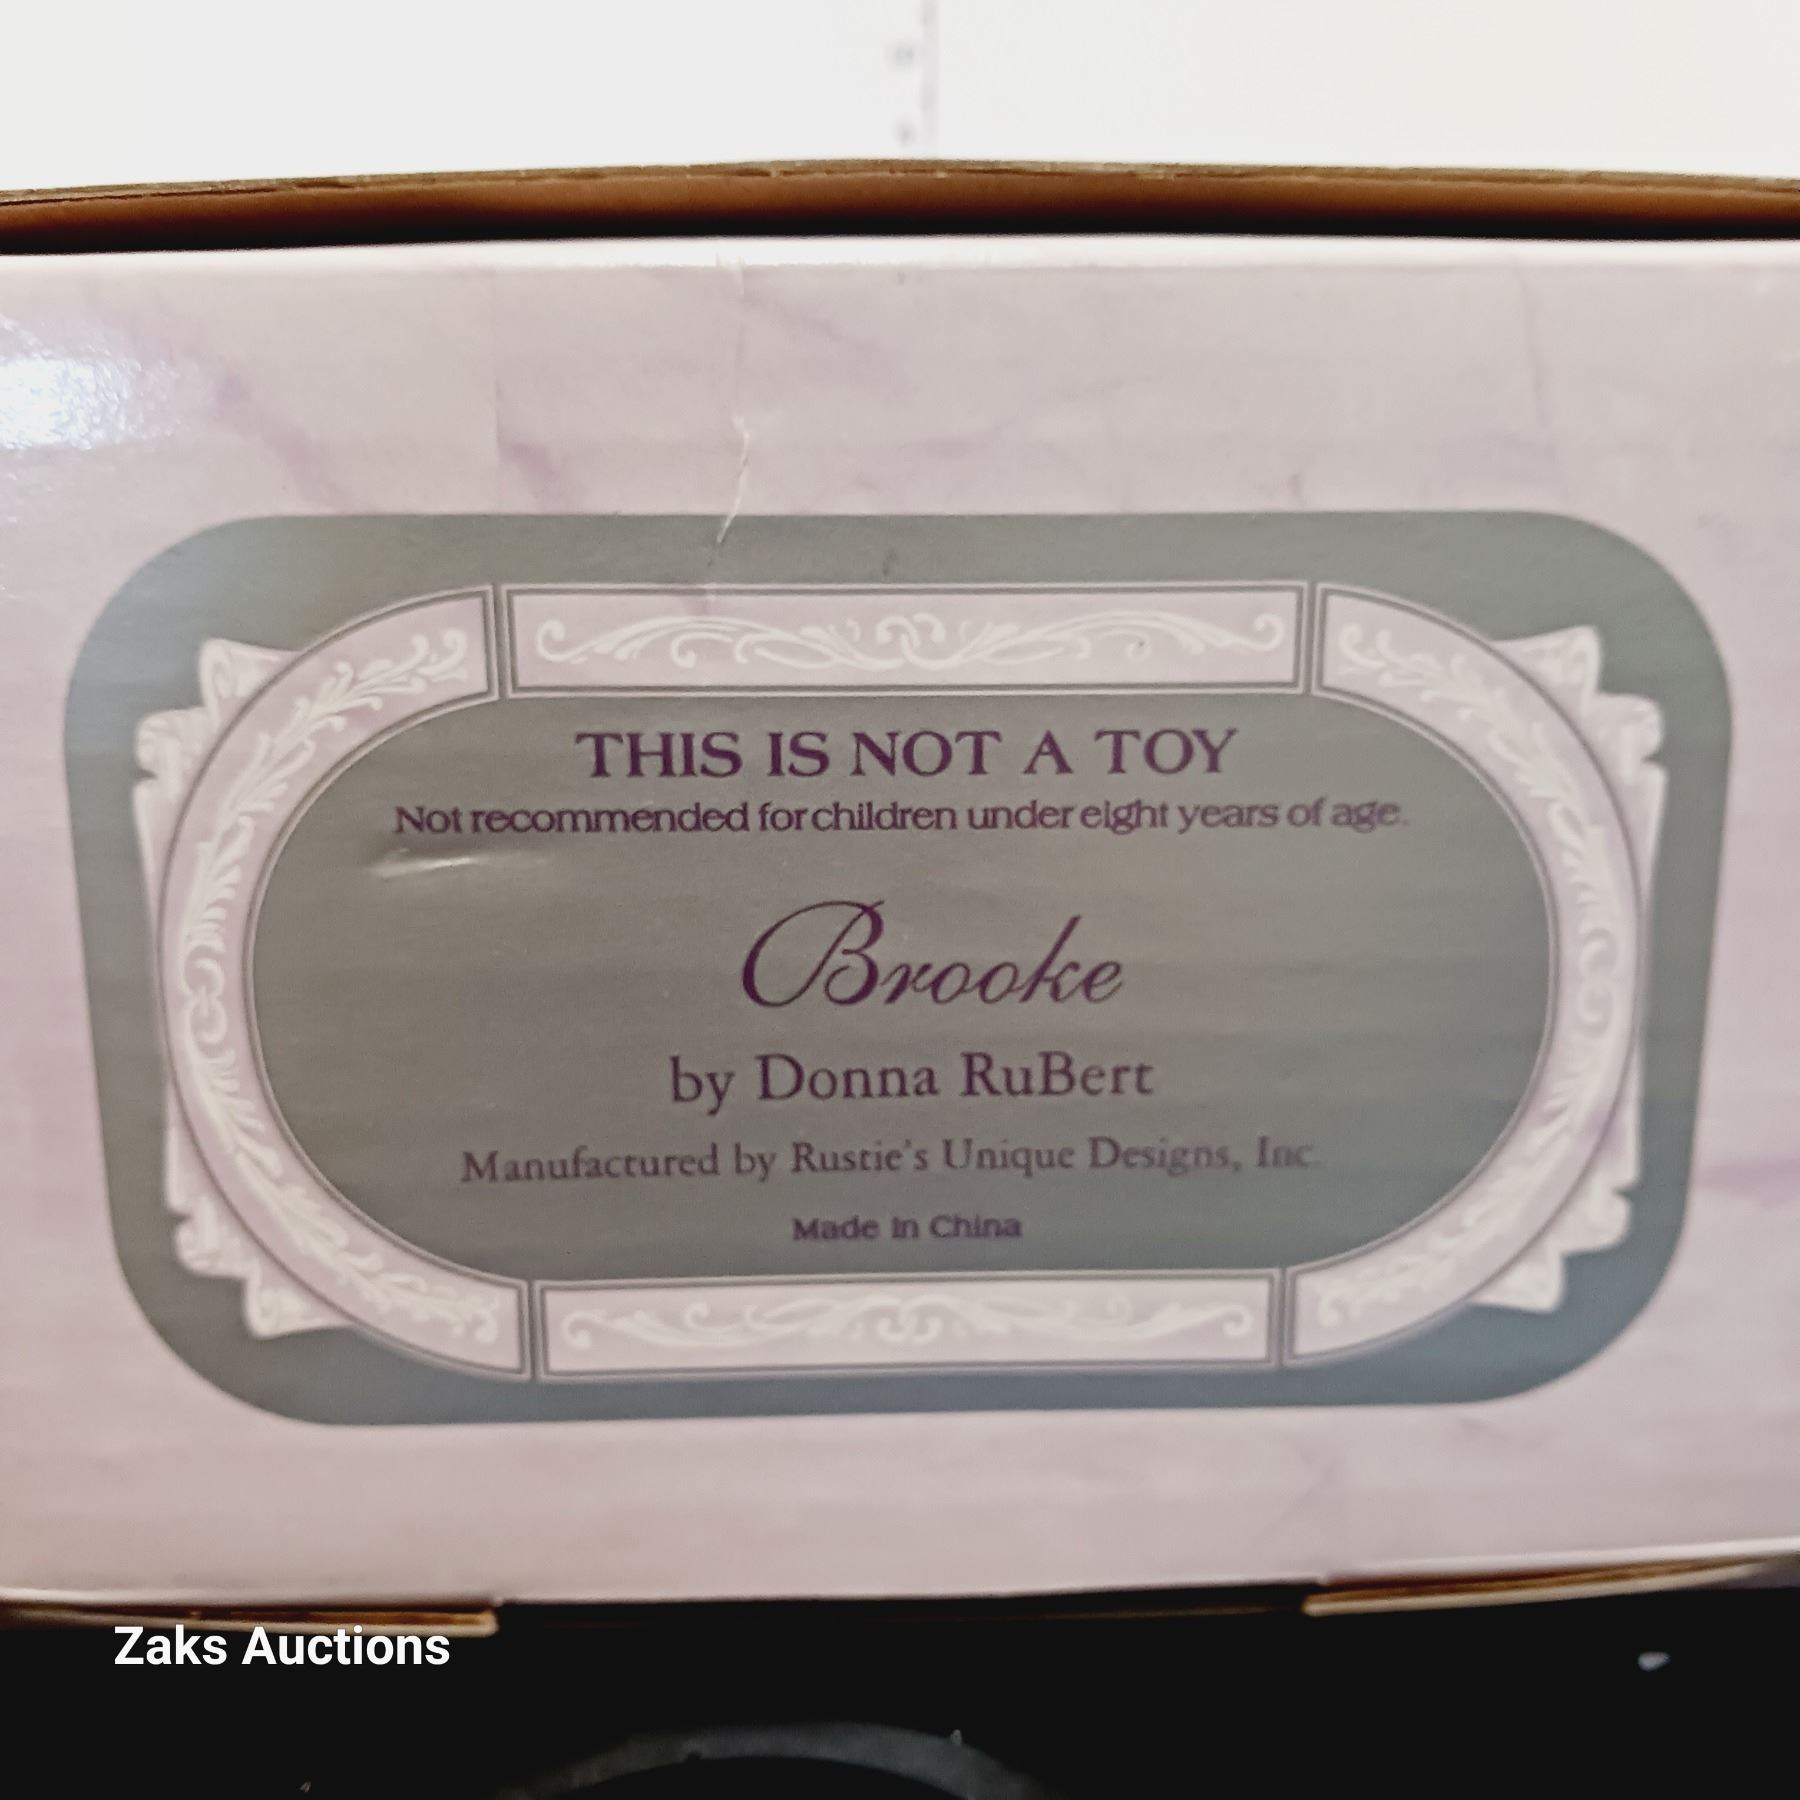 THIS IS NOT A TOY
Not recommended for children under eight years of age.
Brooke
by Donna RuBert
Manufactured by Rustie's Unique Designs, Inc.
Made in China
Zaks Auctions